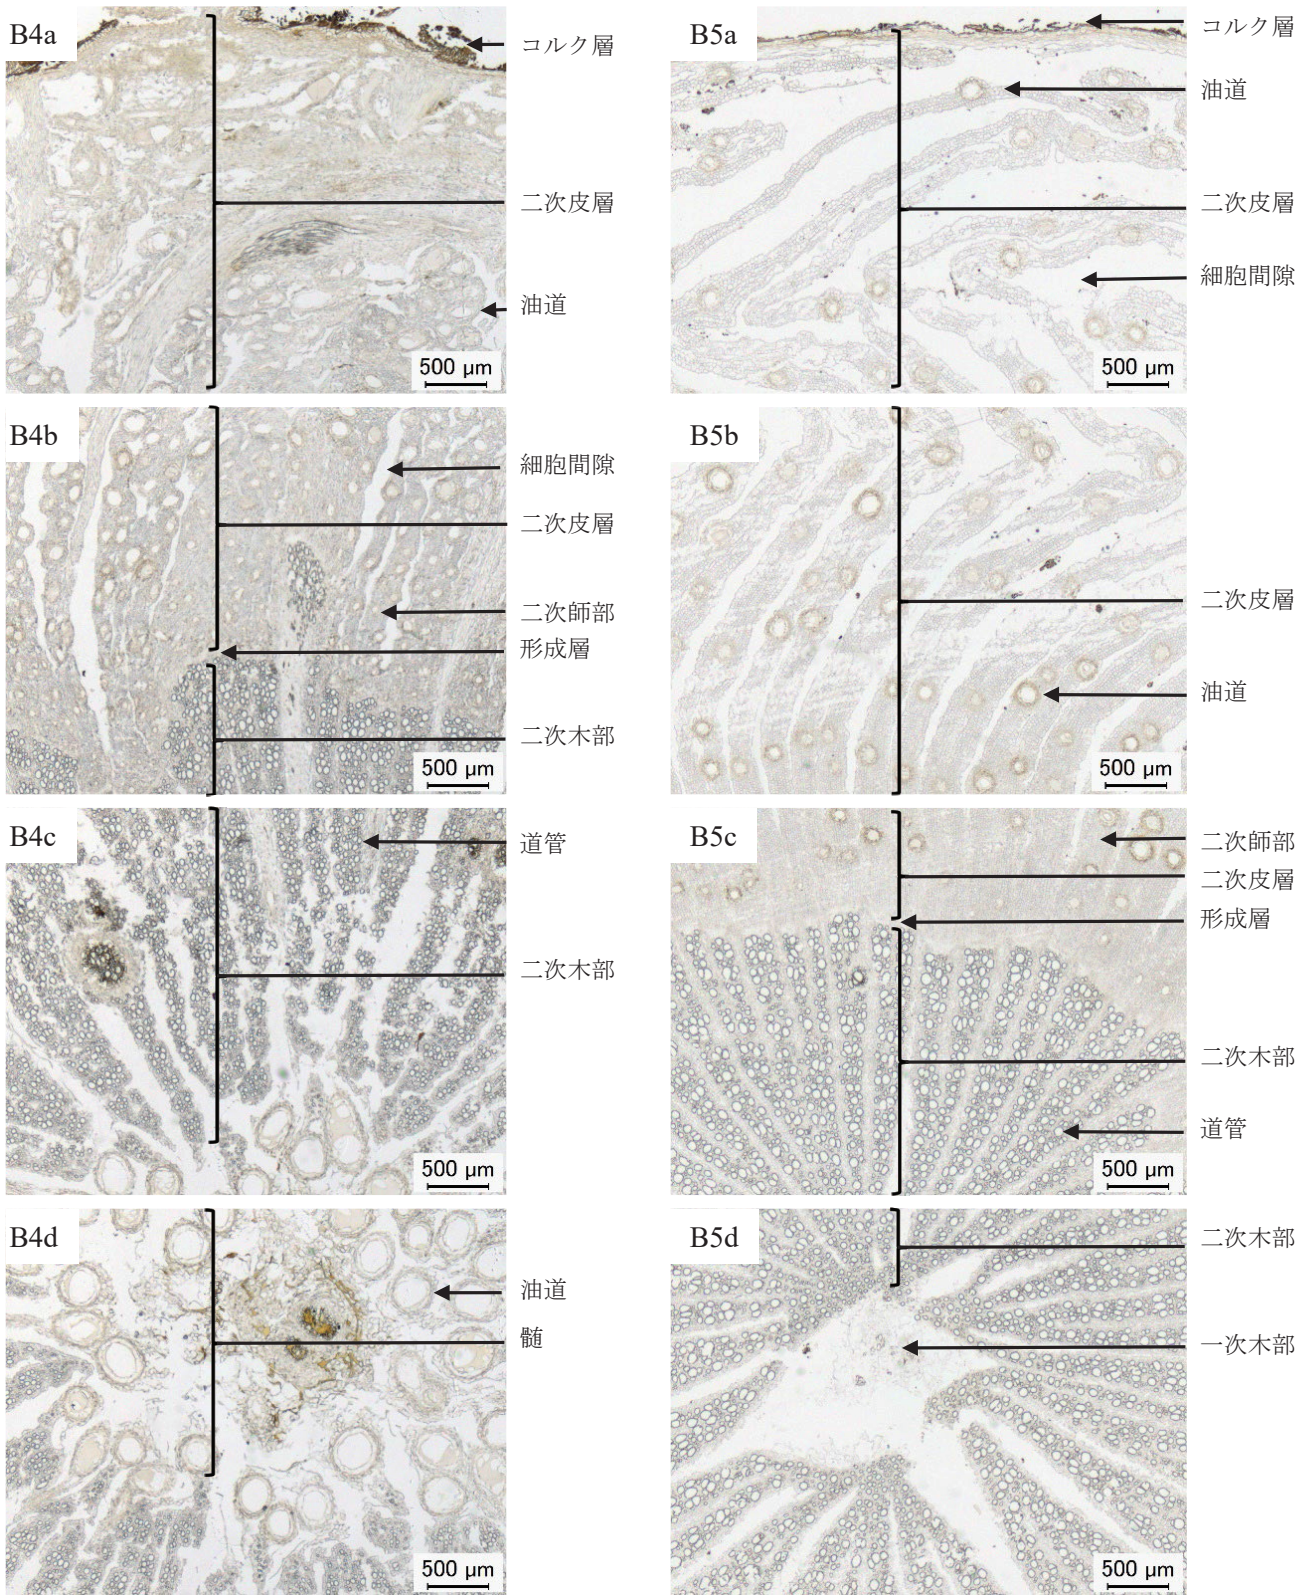 B4a
コルク層
二次皮層
油道
500 μm
B5a
コルク層
油道
二次皮層
細胞間隙
500 μm
B4b
細胞間隙
二次皮層
二次師部
形成層
二次木部
500 μm
B5b
二次皮層
油道
500 μm
B4c
道管
二次木部
500 μm
B5c
二次師部
二次皮層
形成層
二次木部
道管
500 μm
B4d
油道
髄
500 μm
B5d
二次木部
一次木部
500 μm